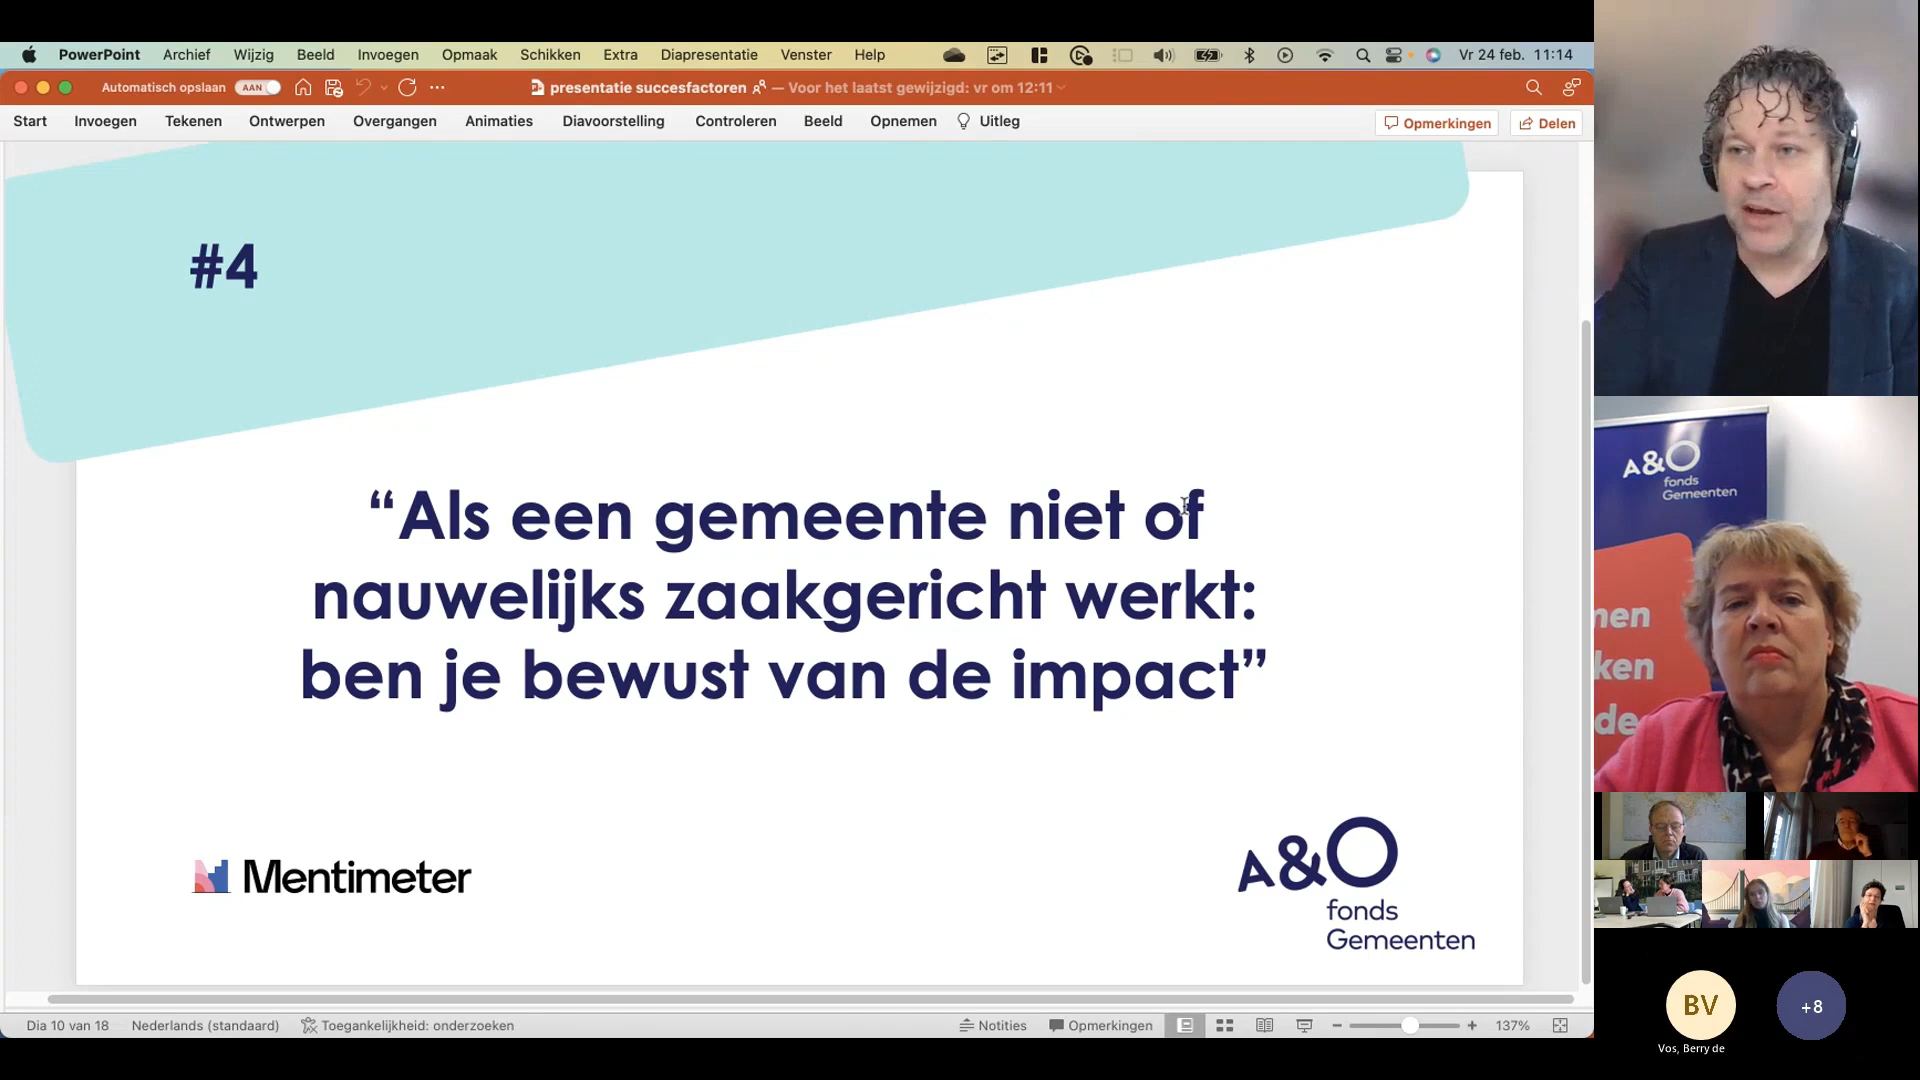 PowerPoint Archief Wijzig Beeld Invoegen Opmaak Schikken Extra Diapresentatie Venster Help Vr 24 feb. 11:14
Automatisch opslaan AAN presentatie succesfactoren — Voor het laatst gewijzigd: vr om 12:11
Start Invoegen Tekenen Ontwerpen Overgangen Animaties Diavoorstelling Controleren Beeld Opnemen Uitleg Opmerkingen Delen
#4
“Als een gemeente niet of
nauwelijks zaakgericht werkt:
ben je bewust van de impact”
Mentimeter
A&O
fonds
Gemeenten
Dia 10 van 18 Nederlands (standaard) Toegankelijkheid: onderzoeken Notities Opmerkingen 137%
A&O
fonds
Gemeenten
nen
ken
de
BV
+8
Vos, Berry de